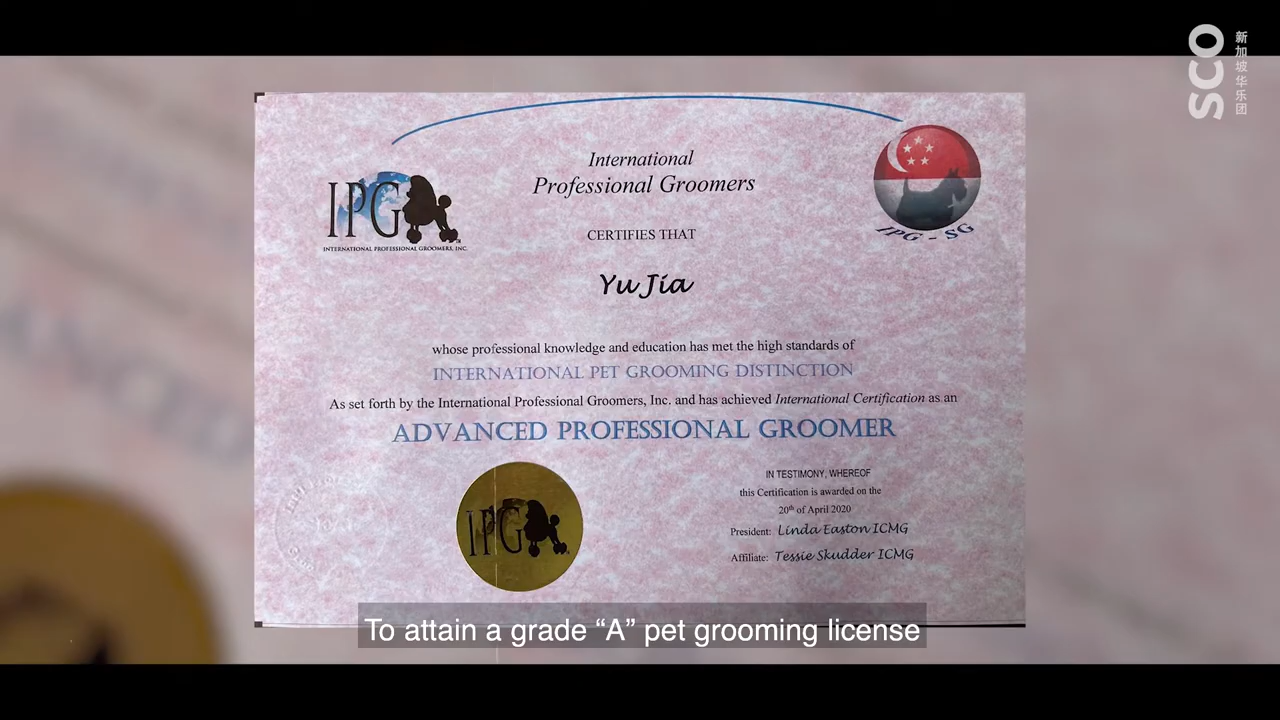 SCO
新加坡华乐团
International
Professional Groomers
IPG
INTERNATIONAL PROFESSIONAL GROOMERS, INC.
IPG - SG
CERTIFIES THAT
Yu Jia
whose professional knowledge and education has met the high standards of
INTERNATIONAL PET GROOMING DISTINCTION
As set forth by the International Professional Groomers, Inc. and has achieved International Certification as an
ADVANCED PROFESSIONAL GROOMER
IPG
IN TESTIMONY, WHEREOF
this Certification is awarded on the
20th of April 2020
President: Linda Easton ICMG
Affiliate: Tessie Skudder ICMG
To attain a grade “A” pet grooming license